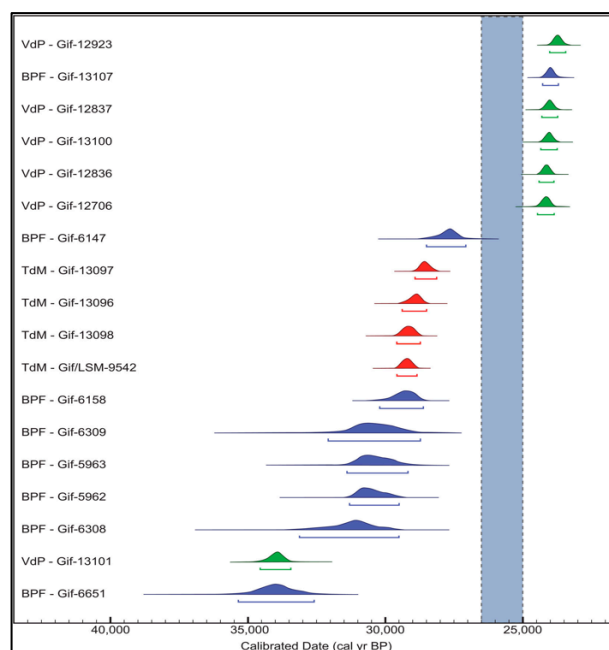 VdP - Gif-12923
BPF - Gif-13107
VdP - Gif-12837
VdP - Gif-13100
VdP - Gif-12836
VdP - Gif-12706
BPF - Gif-6147
TdM - Gif-13097
TdM - Gif-13096
TdM - Gif-13098
TdM - Gif/LSM-9542
BPF - Gif-6158
BPF - Gif-6309
BPF - Gif-5963
BPF - Gif-5962
BPF - Gif-6308
VdP - Gif-13101
BPF - Gif-6651
40,000 35,000 30,000 25,000
Calibrated Date (cal yr BP)